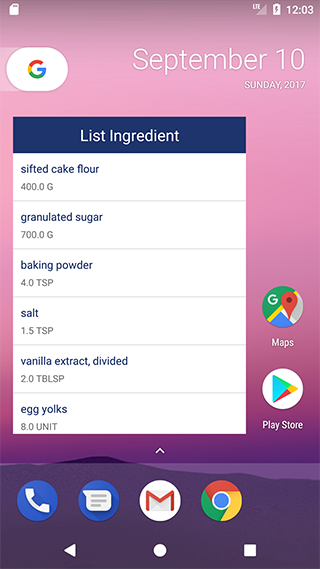 LTE 12:03
September 10
SUNDAY, 2017
List Ingredient
sifted cake flour
400.0 G
granulated sugar
700.0 G
baking powder
4.0 TSP
salt
1.5 TSP
vanilla extract, divided
2.0 TBLSP
egg yolks
8.0 UNIT
Maps
Play Store